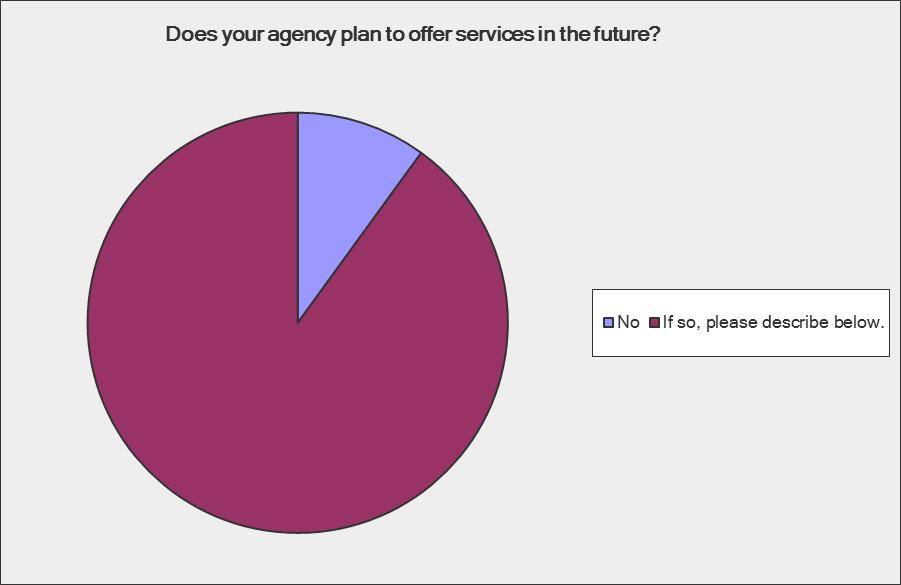 Does your agency plan to offer services in the future?
No If so, please describe below.